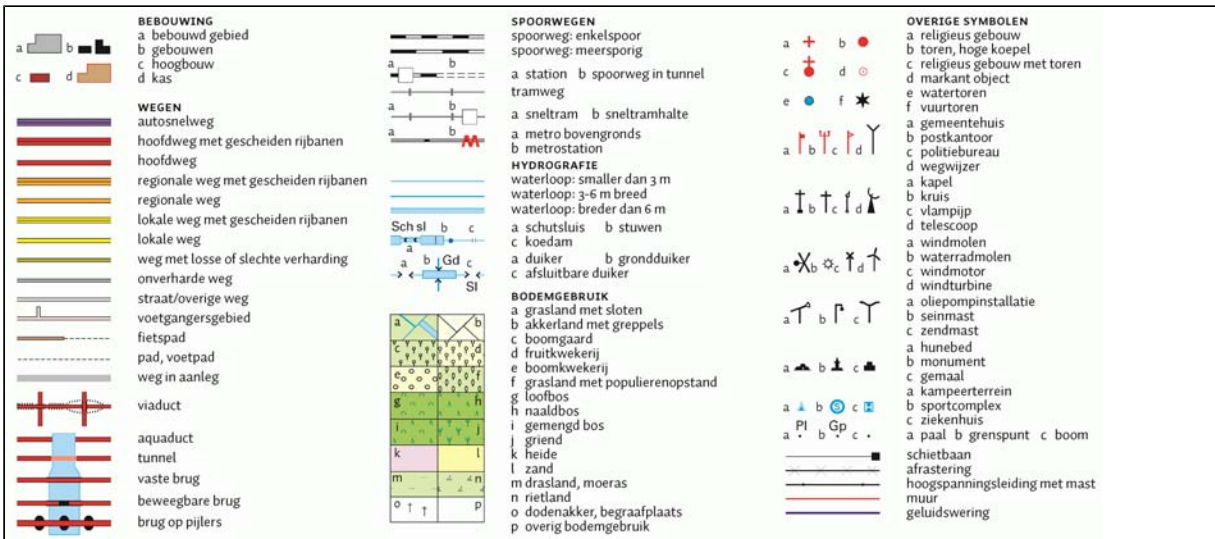 BEBOUWING
a bebouwd gebied
b gebouwen
c hoogbouw
d kas
a b
c d
WEGEN
autosnelweg
hoofdweg met gescheiden rijbanen
hoofdweg
regionale weg met gescheiden rijbanen
regionale weg
lokale weg met gescheiden rijbanen
lokale weg
weg met losse of slechte verharding
onverharde weg
straat/overige weg
voetgangersgebied
fietspad
pad, voetpad
weg in aanleg
viaduct
aquaduct
tunnel
vaste brug
beweegbare brug
brug op pijlers
SPOORWEGEN
spoorweg: enkelspoor
spoorweg: meersporig
a b
a station b spoorweg in tunnel
tramweg
a b
a sneltram b sneltramhalte
a b
a metro bovengronds
b metrostation
HYDROGRAFIE
waterloop: smaller dan 3 m
waterloop: 3-6 m breed
waterloop: breder dan 6 m
Sch sl b c
a
a schutsluis b stuwen
c koedam
a b Gd c
Sl
a duiker b grondduiker
c afsluitbare duiker
BODEMGEBRUIK
a grasland met sloten
b akkerland met greppels
c boomgaard
d fruitkwekerij
e boomkwekerij
f grasland met populierenopstand
g loofbos
h naaldbos
i gemengd bos
j griend
k heide
l zand
m drasland, moeras
n rietland
o dodenakker, begraafplaats
p overig bodemgebruik
a b
c d
e f
g h
i j
k l
m n
o p
OVERIGE SYMBOLEN
a religieus gebouw
b toren, hoge koepel
c religieus gebouw met toren
d markant object
e watertoren
f vuurtoren
a b
c d
e f
a gemeentehuis
b postkantoor
c politiebureau
d wegwijzer
a b c d
a kapel
b kruis
c vlampijp
d telescoop
a b c d
a windmolen
b waterradmolen
c windmotor
d windturbine
a b c d
a oliepompinstallatie
b seinmast
c zendmast
a b c
a hunebed
b monument
c gemaal
a b c
a kampeerterrein
b sportcomplex
c ziekenhuis
a b c
Pl Gp
a b c
a paal b grenspunt c boom
schietbaan
afrastering
hoogspanningsleiding met mast
muur
geluidswering